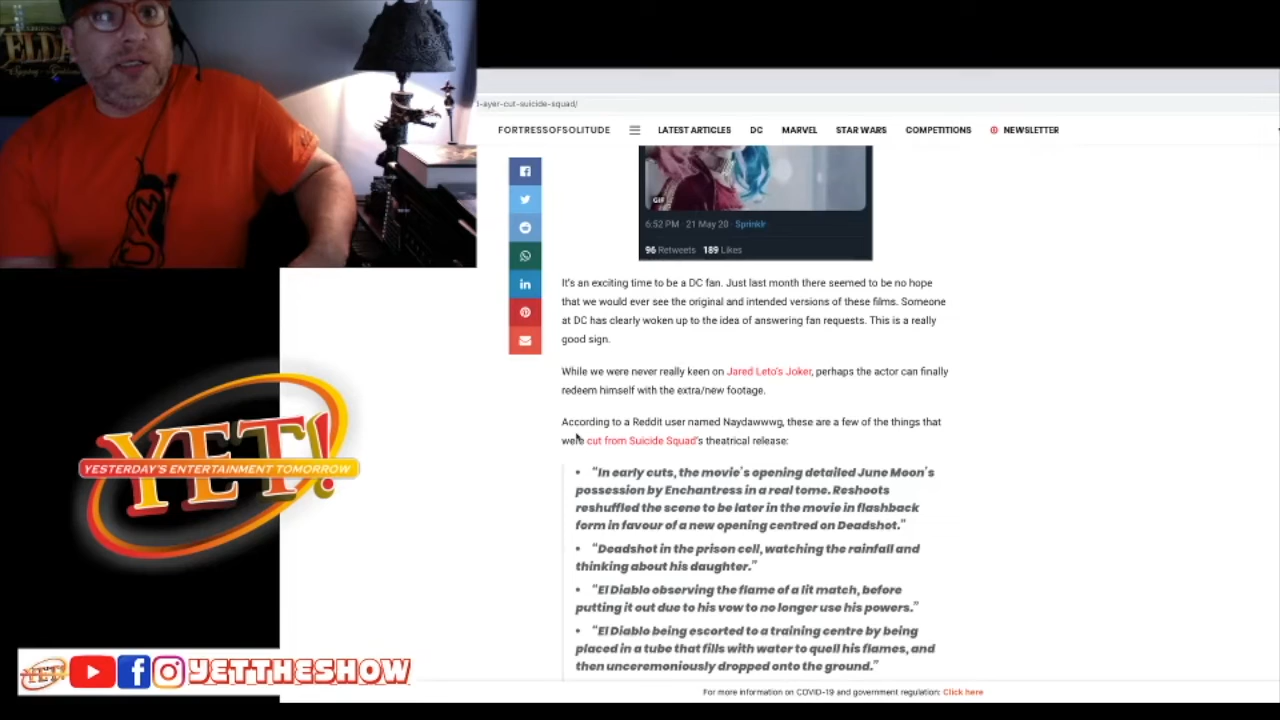 ELDA
l-ayer-cut-suicide-squad/
FORTRESSOFSOLITUDE
LATEST ARTICLES DC MARVEL STAR WARS COMPETITIONS NEWSLETTER
GIF
6:52 PM · 21 May 20 · Sprinklr
96 Retweets 189 Likes
It's an exciting time to be a DC fan. Just last month there seemed to be no hope
that we would ever see the original and intended versions of these films. Someone
at DC has clearly woken up to the idea of answering fan requests. This is a really
good sign.
While we were never really keen on Jared Leto's Joker, perhaps the actor can finally
redeem himself with the extra/new footage.
According to a Reddit user named Naydawwwg, these are a few of the things that
were cut from Suicide Squad's theatrical release:
• "In early cuts, the movie's opening detailed June Moon's
possession by Enchantress in a real tome. Reshoots
reshuffled the scene to be later in the movie in flashback
form in favour of a new opening centred on Deadshot."
• "Deadshot in the prison cell, watching the rainfall and
thinking about his daughter."
• "El Diablo observing the flame of a lit match, before
putting it out due to his vow to no longer use his powers."
• "El Diablo being escorted to a training centre by being
placed in a tube that fills with water to quell his flames, and
then unceremoniously dropped onto the ground."
For more information on COVID-19 and government regulation: Click here
YET!
YESTERDAY'S ENTERTAINMENT TOMORROW
YET! YETTHESHOW